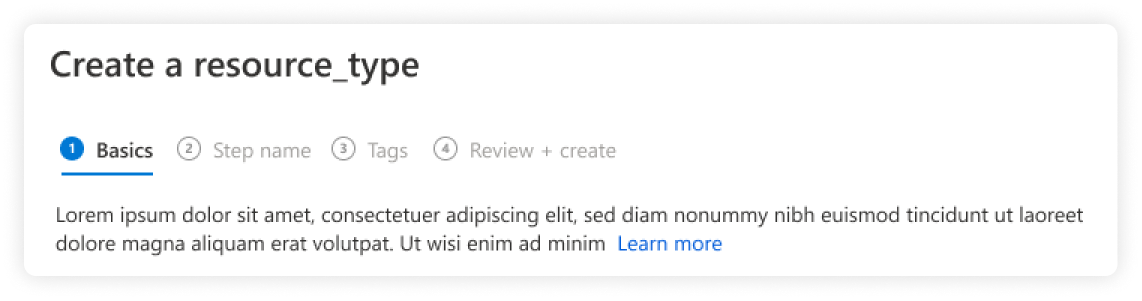 Create a resource_type
1 Basics 2 Step name 3 Tags 4 Review + create
Lorem ipsum dolor sit amet, consectetuer adipiscing elit, sed diam nonummy nibh euismod tincidunt ut laoreet
dolore magna aliquam erat volutpat. Ut wisi enim ad minim Learn more